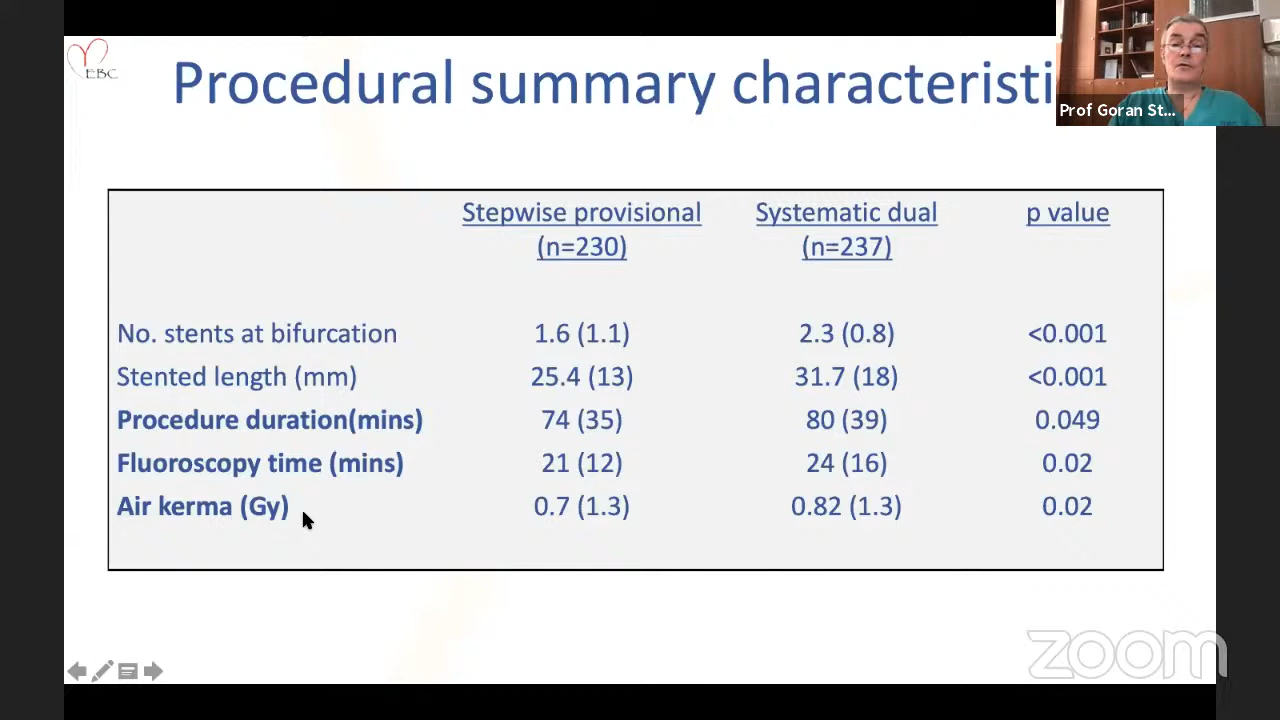 EBC
Procedural summary characteristi
Prof Goran St...
Stepwise provisional Systematic dual p value
(n=230) (n=237)
No. stents at bifurcation 1.6 (1.1) 2.3 (0.8) <0.001
Stented length (mm) 25.4 (13) 31.7 (18) <0.001
Procedure duration(mins) 74 (35) 80 (39) 0.049
Fluoroscopy time (mins) 21 (12) 24 (16) 0.02
Air kerma (Gy) 0.7 (1.3) 0.82 (1.3) 0.02
zoom